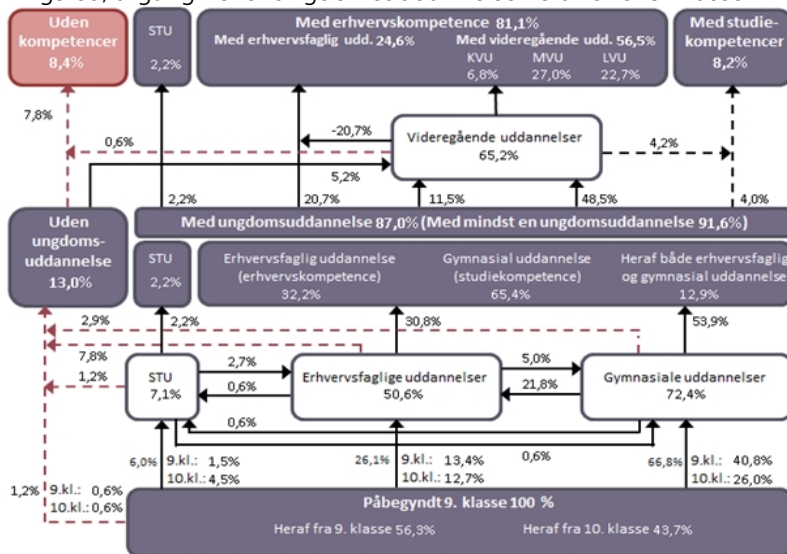 Uden
kompetencer
8,4%
STU
2,2%
Med erhvervskompetence 81,1%
Med erhvervsfaglig udd. 24,6%
Med videregående udd. 56,5%
KVU
MVU
LVU
6,8%
27,0%
22,7%
Med studie-
kompetencer
8,2%
7,8%
0,6%
-20,7%
Videregående uddannelser
65,2%
4,2%
5,2%
2,2%
20,7%
11,5%
48,5%
4,0%
Uden
ungdoms-
uddannelse
13,0%
Med ungdomsuddannelse 87,0% (Med mindst en ungdomsuddannelse 91,6%)
STU
2,2%
Erhvervsfaglig uddannelse
(erhvervskompetence)
32,2%
Gymnasial uddannelse
(studiekompetence)
65,4%
Heraf både erhvervsfaglig
og gymnasial uddannelse
12,9%
2,9%
2,2%
30,8%
53,9%
7,8%
1,2%
STU
7,1%
2,7%
0,6%
Erhvervsfaglige uddannelser
50,6%
5,0%
21,8%
Gymnasiale uddannelser
72,4%
0,6%
0,6%
6,0%
9.kl.: 1,5%
10.kl.: 4,5%
26,1%
9.kl.: 13,4%
10.kl.: 12,7%
66,8%
9.kl.: 40,8%
10.kl.: 26,0%
1,2%
9.kl.: 0,6%
10.kl.: 0,6%
Påbegyndt 9. klasse 100 %
Heraf fra 9. klasse 56,3%
Heraf fra 10. klasse 43,7%